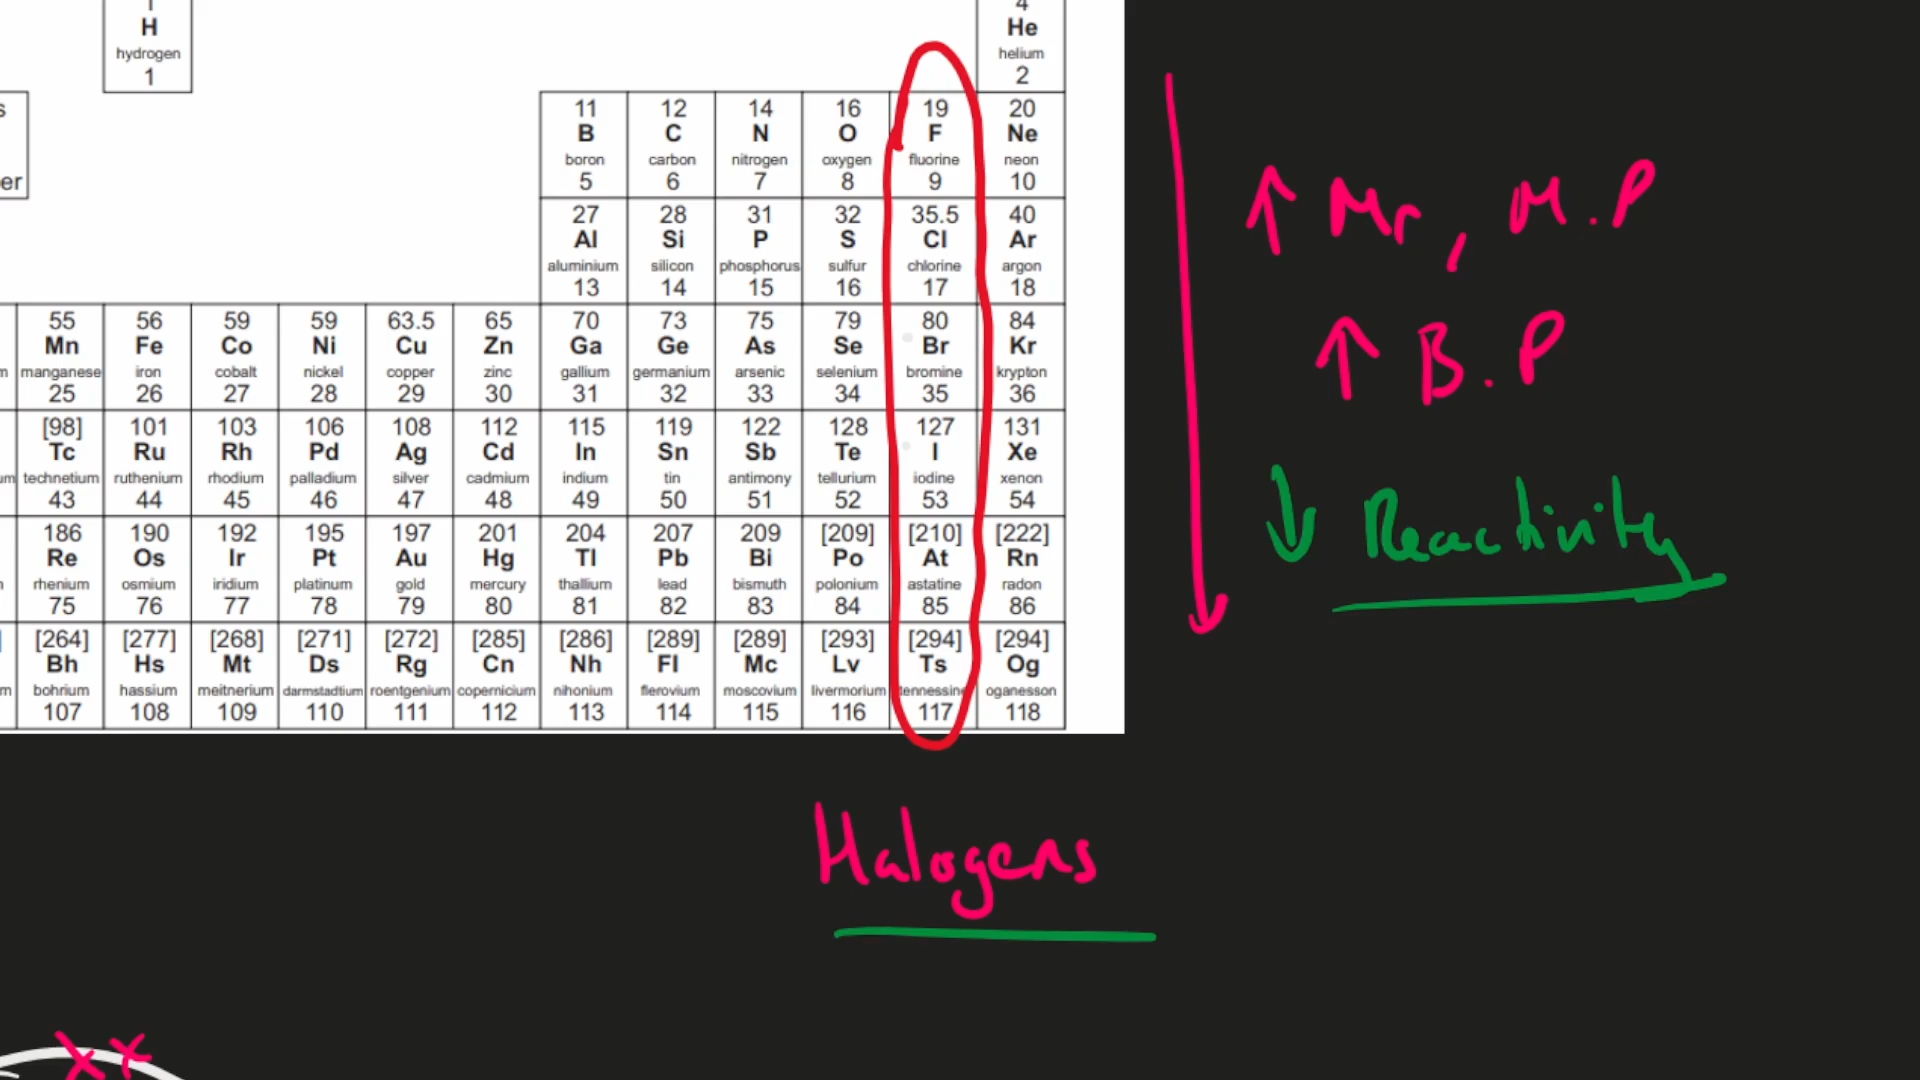 1 4
H He
hydrogen helium
1 2
s 11 12 14 16 19 20
B C N O F Ne
boron carbon nitrogen oxygen fluorine neon
er 5 6 7 8 9 10
27 28 31 32 35.5 40
Al Si P S Cl Ar
aluminium silicon phosphorus sulfur chlorine argon
13 14 15 16 17 18
55 56 59 59 63.5 65 70 73 75 79 80 84
Mn Fe Co Ni Cu Zn Ga Ge As Se Br Kr
m manganese iron cobalt nickel copper zinc gallium germanium arsenic selenium bromine krypton
25 26 27 28 29 30 31 32 33 34 35 36
[98] 101 103 106 108 112 115 119 122 128 127 131
Tc Ru Rh Pd Ag Cd In Sn Sb Te I Xe
um technetium ruthenium rhodium palladium silver cadmium indium tin antimony tellurium iodine xenon
43 44 45 46 47 48 49 50 51 52 53 54
186 190 192 195 197 201 204 207 209 [209] [210] [222]
Re Os Ir Pt Au Hg Tl Pb Bi Po At Rn
rhenium osmium iridium platinum gold mercury thallium lead bismuth polonium astatine radon
75 76 77 78 79 80 81 82 83 84 85 86
[264] [277] [268] [271] [272] [285] [286] [289] [289] [293] [294] [294]
Bh Hs Mt Ds Rg Cn Nh Fl Mc Lv Ts Og
m bohrium hassium meitnerium darmstadtium roentgenium copernicium nihonium flerovium moscovium livermorium tennessine oganesson
107 108 109 110 111 112 113 114 115 116 117 118
↑ Mr, M.P
↑ B.P
↓ Reactivity
Halogens
x x